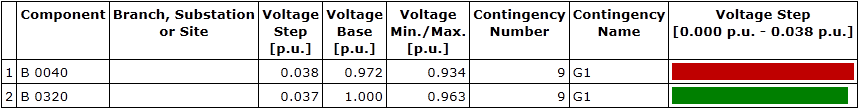 Component Branch, Substation or Site Voltage Step [p.u.] Voltage Base [p.u.] Voltage Min./Max. [p.u.] Contingency Number Contingency Name Voltage Step [0.000 p.u. - 0.038 p.u.]
1 B 0040 0.038 0.972 0.934 9 G1
2 B 0320 0.037 1.000 0.963 9 G1